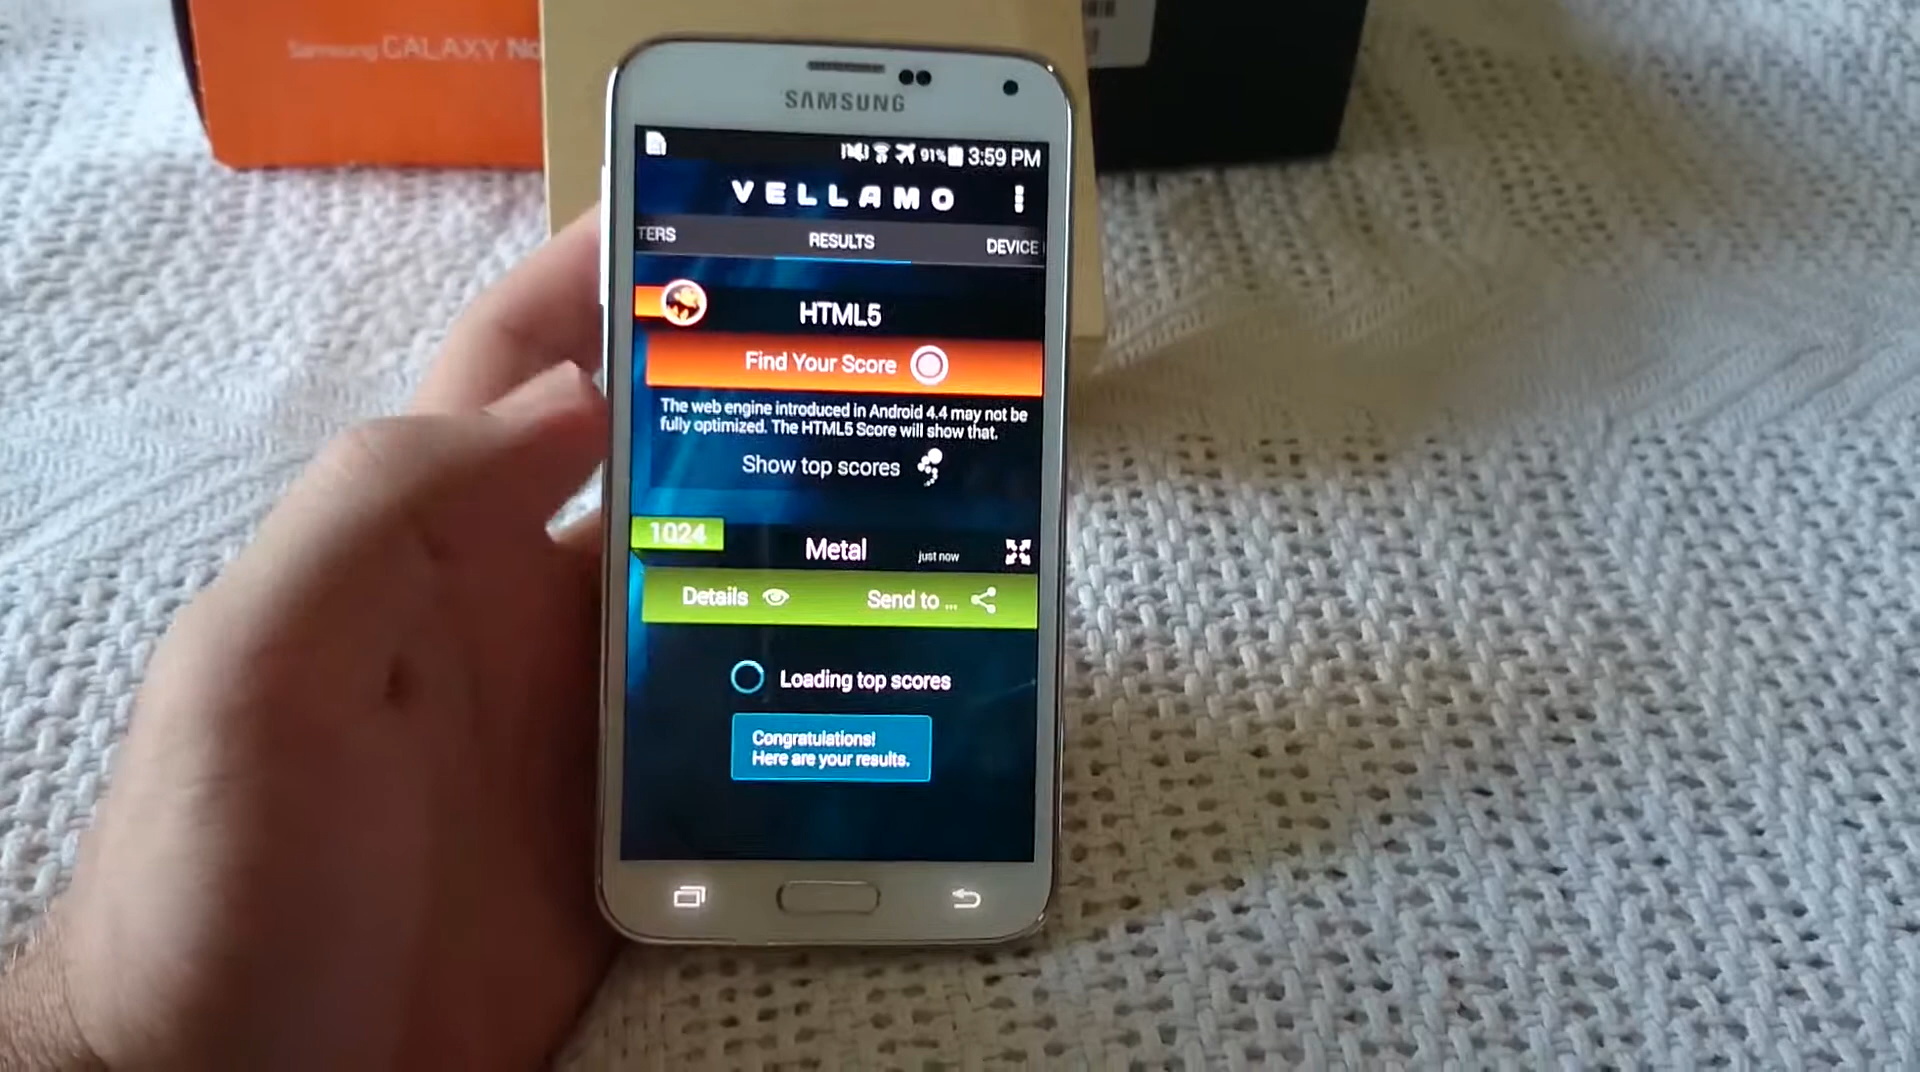 Samsung GALAXY No
SAMSUNG
91% 3:59 PM
VELLAMO
TERS
RESULTS
DEVICE
HTML5
Find Your Score
The web engine introduced in Android 4.4 may not be
fully optimized. The HTML5 Score will show that.
Show top scores
1024
Metal
just now
Details
Send to ...
Loading top scores
Congratulations!
Here are your results.